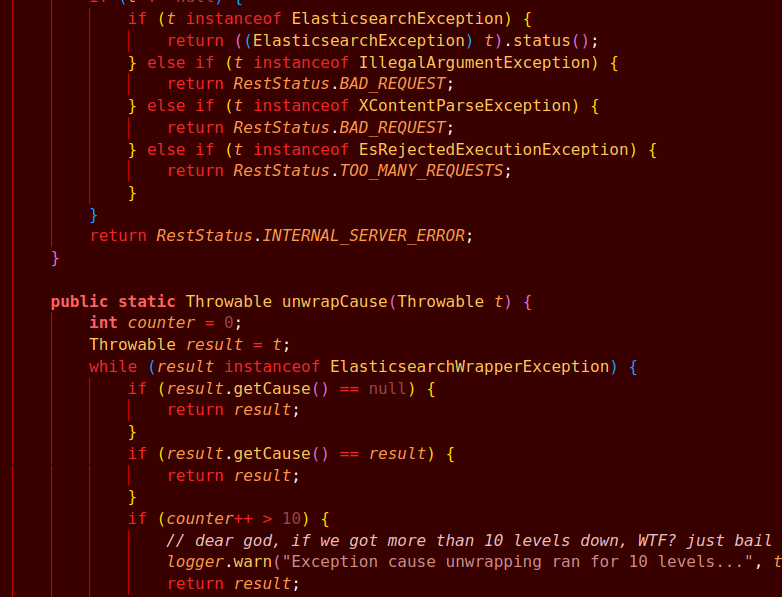 if (t instanceof ElasticsearchException) {
return ((ElasticsearchException) t).status();
} else if (t instanceof IllegalArgumentException) {
return RestStatus.BAD_REQUEST;
} else if (t instanceof XContentParseException) {
return RestStatus.BAD_REQUEST;
} else if (t instanceof EsRejectedExecutionException) {
return RestStatus.TOO_MANY_REQUESTS;
}
}
return RestStatus.INTERNAL_SERVER_ERROR;
}
public static Throwable unwrapCause(Throwable t) {
int counter = 0;
Throwable result = t;
while (result instanceof ElasticsearchWrapperException) {
if (result.getCause() == null) {
return result;
}
if (result.getCause() == result) {
return result;
}
if (counter++ > 10) {
// dear god, if we got more than 10 levels down, WTF? just bail
logger.warn("Exception cause unwrapping ran for 10 levels...", t
return result;